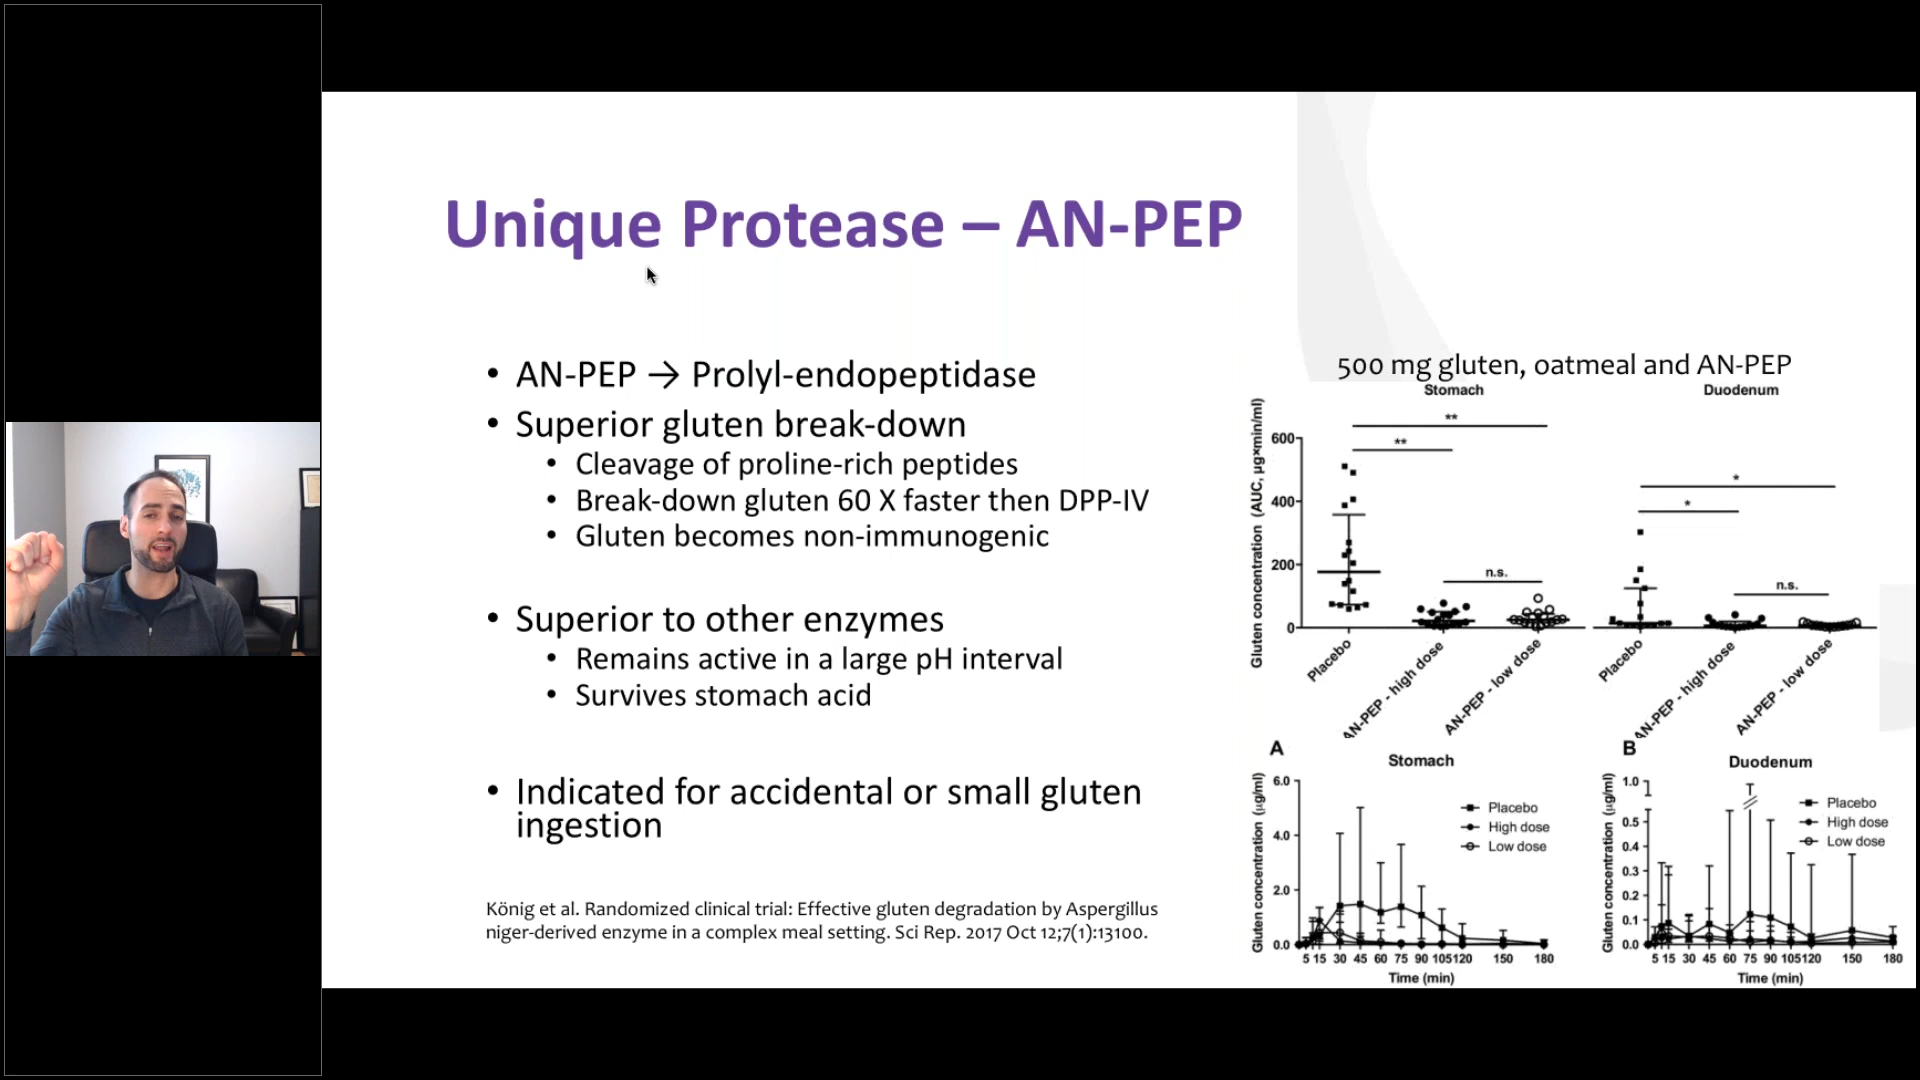 Unique Protease – AN-PEP
• AN-PEP → Prolyl-endopeptidase
• Superior gluten break-down
• Cleavage of proline-rich peptides
• Break-down gluten 60 X faster then DPP-IV
• Gluten becomes non-immunogenic
• Superior to other enzymes
• Remains active in a large pH interval
• Survives stomach acid
• Indicated for accidental or small gluten
ingestion
König et al. Randomized clinical trial: Effective gluten degradation by Aspergillus
niger-derived enzyme in a complex meal setting. Sci Rep. 2017 Oct 12;7(1):13100.
500 mg gluten, oatmeal and AN-PEP
Stomach
Duodenum
Gluten concentration (AUC, µg×min/ml)
600
400
200
0
**
**
n.s.
*
*
n.s.
Placebo
AN-PEP - high dose
AN-PEP - low dose
Placebo
AN-PEP - high dose
AN-PEP - low dose
A
Stomach
Gluten concentration (µg/ml)
6.0
4.0
2.0
0.0
Placebo
High dose
Low dose
5 15 30 45 60 75 90 105 120 150 180
Time (min)
B
Duodenum
Gluten concentration (µg/ml)
1.0
0.5
0.4
0.3
0.2
0.1
0.0
Placebo
High dose
Low dose
5 15 30 45 60 75 90 105 120 150 180
Time (min)